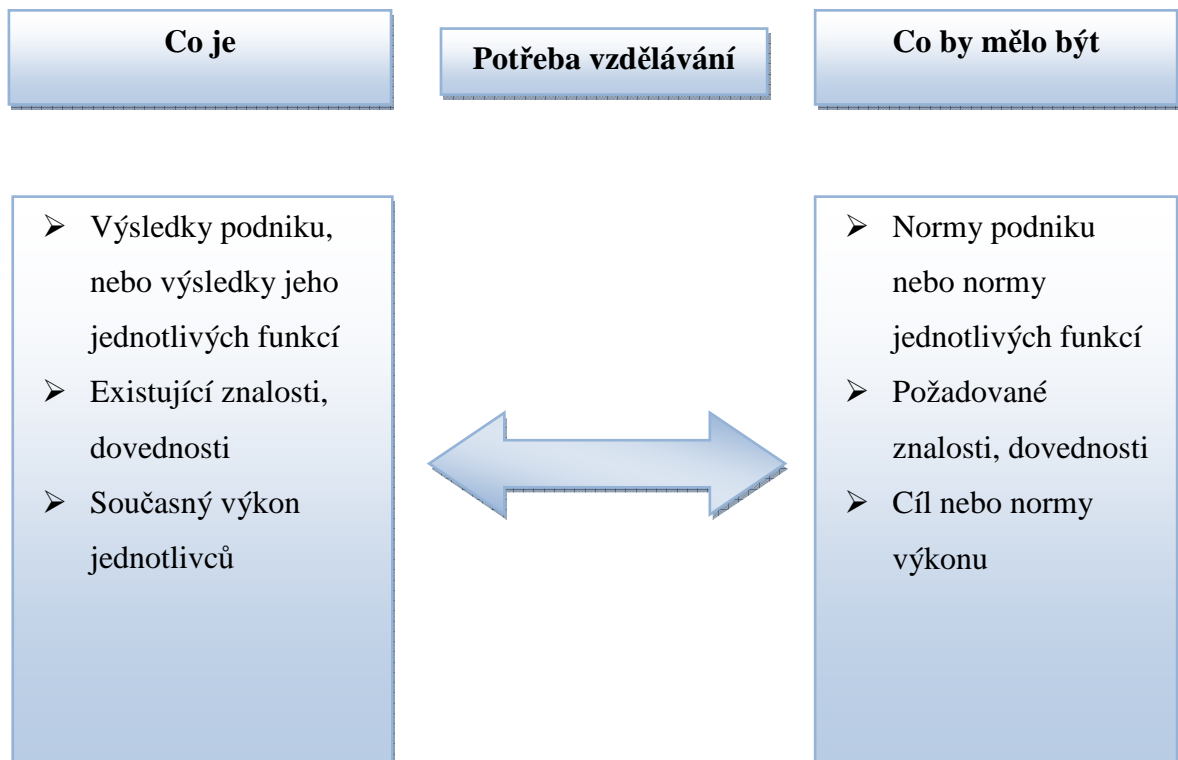 Co je
Potřeba vzdělávání
Co by mělo být
➢ Výsledky podniku,
nebo výsledky jeho
jednotlivých funkcí
➢ Existující znalosti,
dovednosti
➢ Současný výkon
jednotlivců
➢ Normy podniku
nebo normy
jednotlivých funkcí
➢ Požadované
znalosti, dovednosti
➢ Cíl nebo normy
výkonu